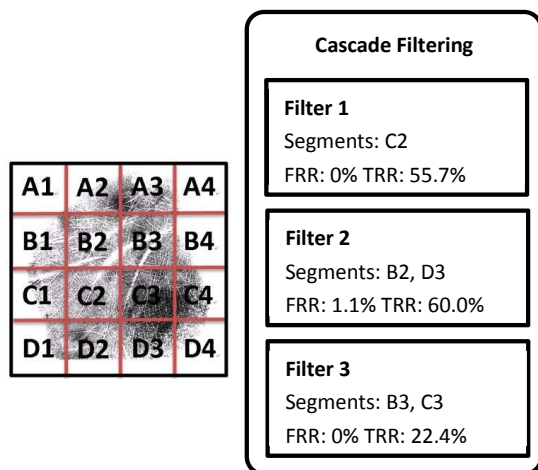 Cascade Filtering
Filter 1
Segments: C2
FRR: 0% TRR: 55.7%
Filter 2
Segments: B2, D3
FRR: 1.1% TRR: 60.0%
Filter 3
Segments: B3, C3
FRR: 0% TRR: 22.4%
A1 A2 A3 A4
B1 B2 B3 B4
C1 C2 C3 C4
D1 D2 D3 D4